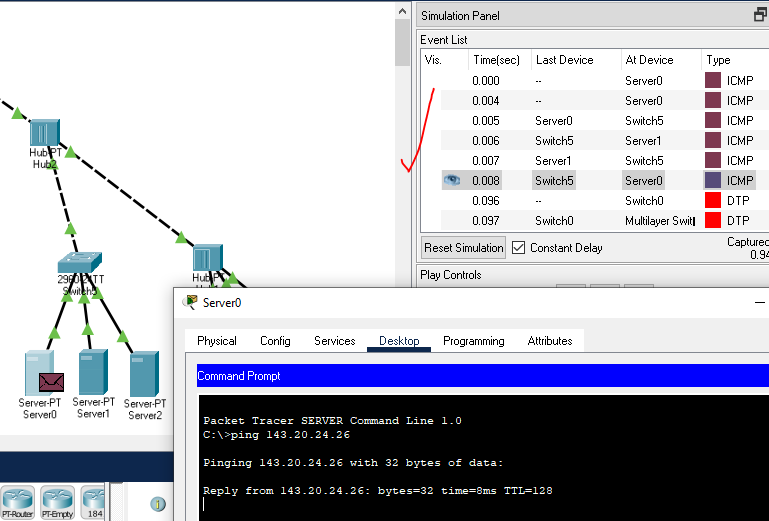 Simulation Panel
Event List
Vis. Time(sec) Last Device At Device Type
0.000 -- Server0 ICMP
0.004 -- Server0 ICMP
0.005 Server0 Switch5 ICMP
0.006 Switch5 Server1 ICMP
0.007 Server1 Switch5 ICMP
0.008 Switch5 Server0 ICMP
0.096 -- Switch0 DTP
0.097 Switch0 Multilayer Swit DTP
Reset Simulation Constant Delay Captured
0.94
Play Controls
Hub-PT
Hub2
Hub-PT
2960-24TT
Switch5
Server-PT
Server0
Server-PT
Server1
Server-PT
Server2
Server0
Physical Config Services Desktop Programming Attributes
Command Prompt
Packet Tracer SERVER Command Line 1.0
C:\>ping 143.20.24.26
Pinging 143.20.24.26 with 32 bytes of data:
Reply from 143.20.24.26: bytes=32 time=8ms TTL=128
PT-Router PT-Empty 184
1